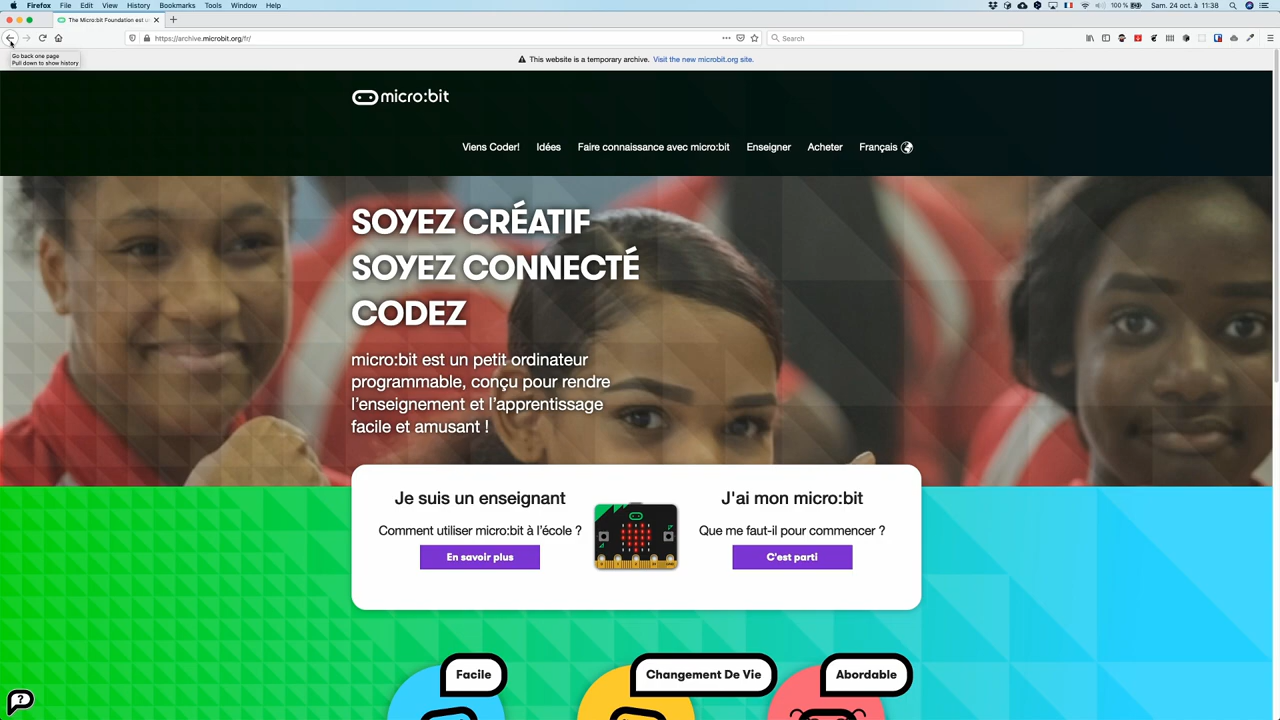 Firefox File Edit View History Bookmarks Tools Window Help
100 % Sam. 24 oct. à 11:38
The Micro:bit Foundation est u
https://archive.microbit.org/fr/
Search
Go back one page
Pull down to show history
This website is a temporary archive. Visit the new microbit.org site.
micro:bit
Viens Coder! Idées Faire connaissance avec micro:bit Enseigner Acheter Français
SOYEZ CRÉATIF
SOYEZ CONNECTÉ
CODEZ
micro:bit est un petit ordinateur
programmable, conçu pour rendre
l’enseignement et l’apprentissage
facile et amusant !
Je suis un enseignant
Comment utiliser micro:bit à l’école ?
En savoir plus
J'ai mon micro:bit
Que me faut-il pour commencer ?
C'est parti
Facile
Changement De Vie
Abordable